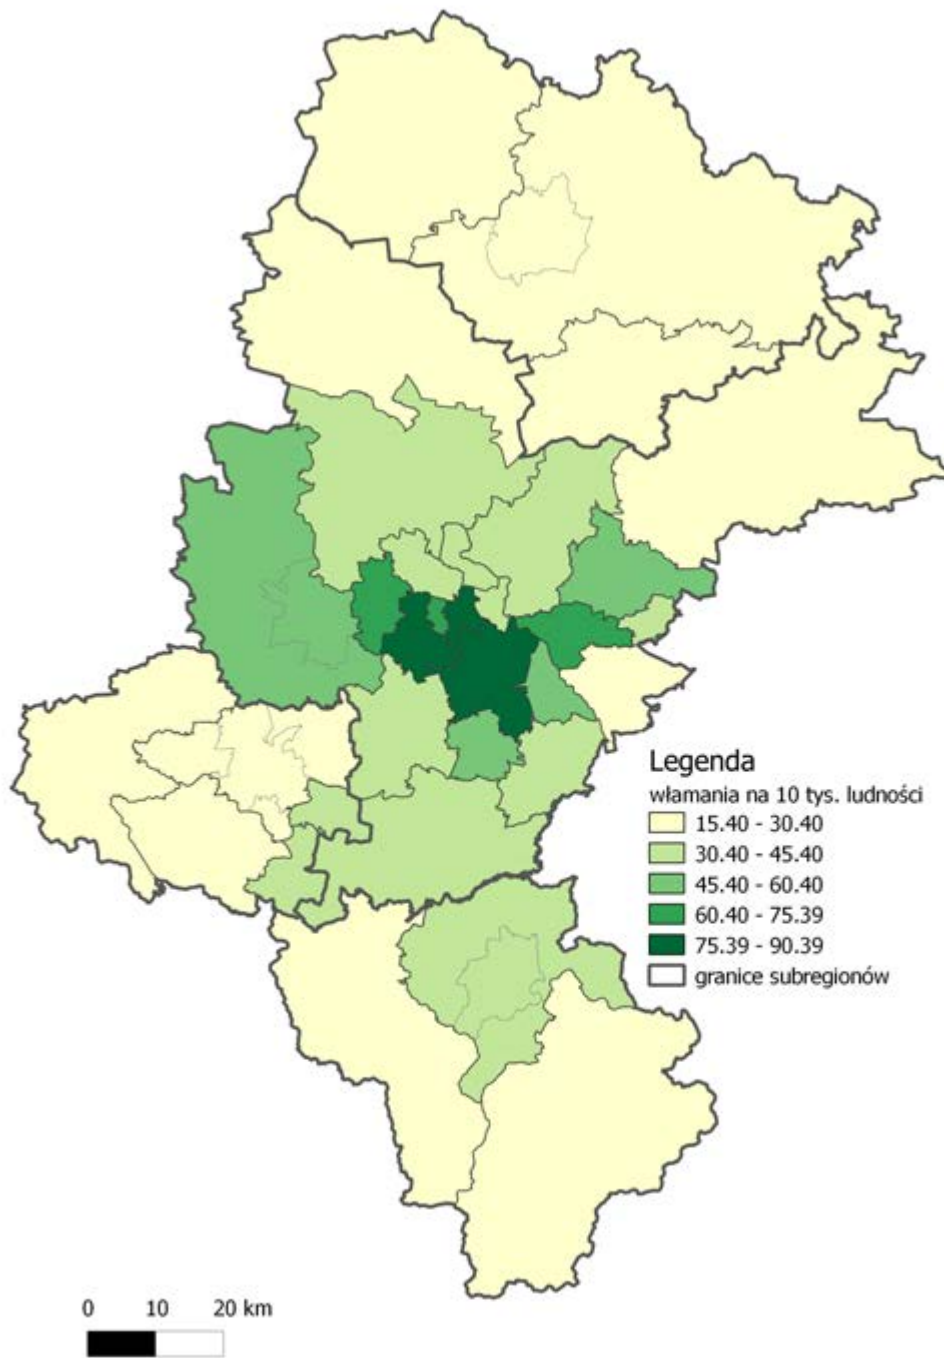 Legenda
włamania na 10 tys. ludności
15.40 - 30.40
30.40 - 45.40
45.40 - 60.40
60.40 - 75.39
75.39 - 90.39
granice subregionów
0 10 20 km